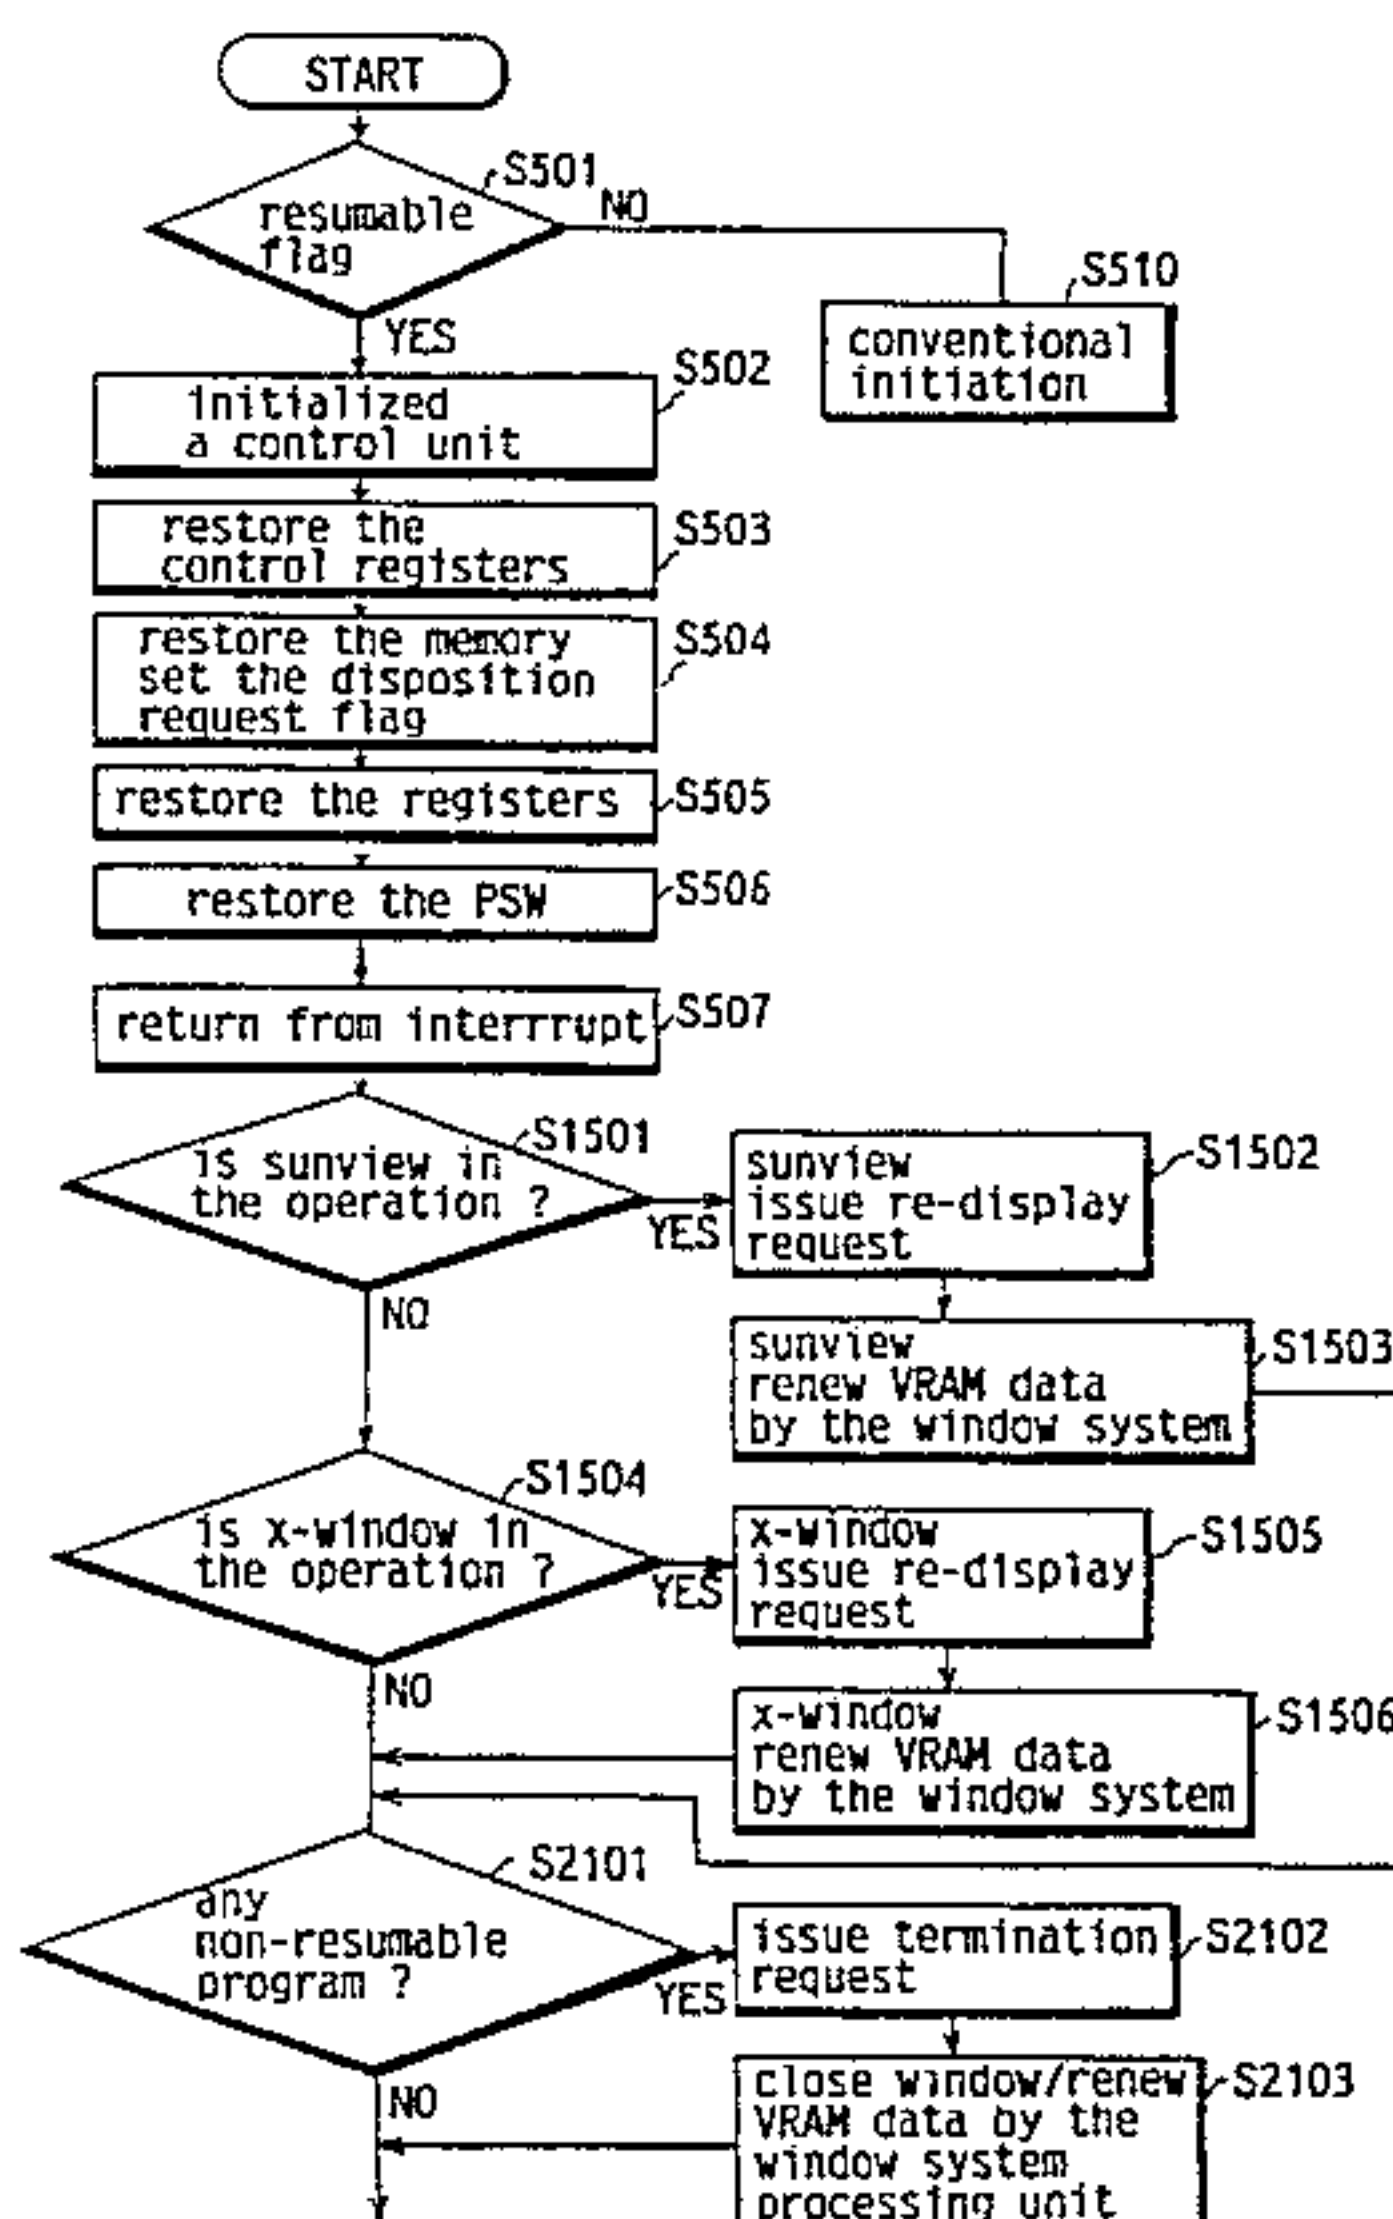 START
S501
resumable
flag
NO
YES
S510
conventional
initiation
S502
initialized
a control unit
S503
restore the
control registers
S504
restore the memory
set the disposition
request flag
restore the registers
S505
restore the PSW
S506
return from interrrupt
S507
S1501
is sunview in
the operation ?
YES
NO
S1502
sunview
issue re-display
request
S1503
sunview
renew VRAM data
by the window system
S1504
is x-window in
the operation ?
YES
NO
S1505
x-window
issue re-display
request
S1506
x-window
renew VRAM data
by the window system
S2101
any
non-resumable
program ?
YES
NO
S2102
issue termination
request
S2103
close window/renew
VRAM data by the
window system
processing unit